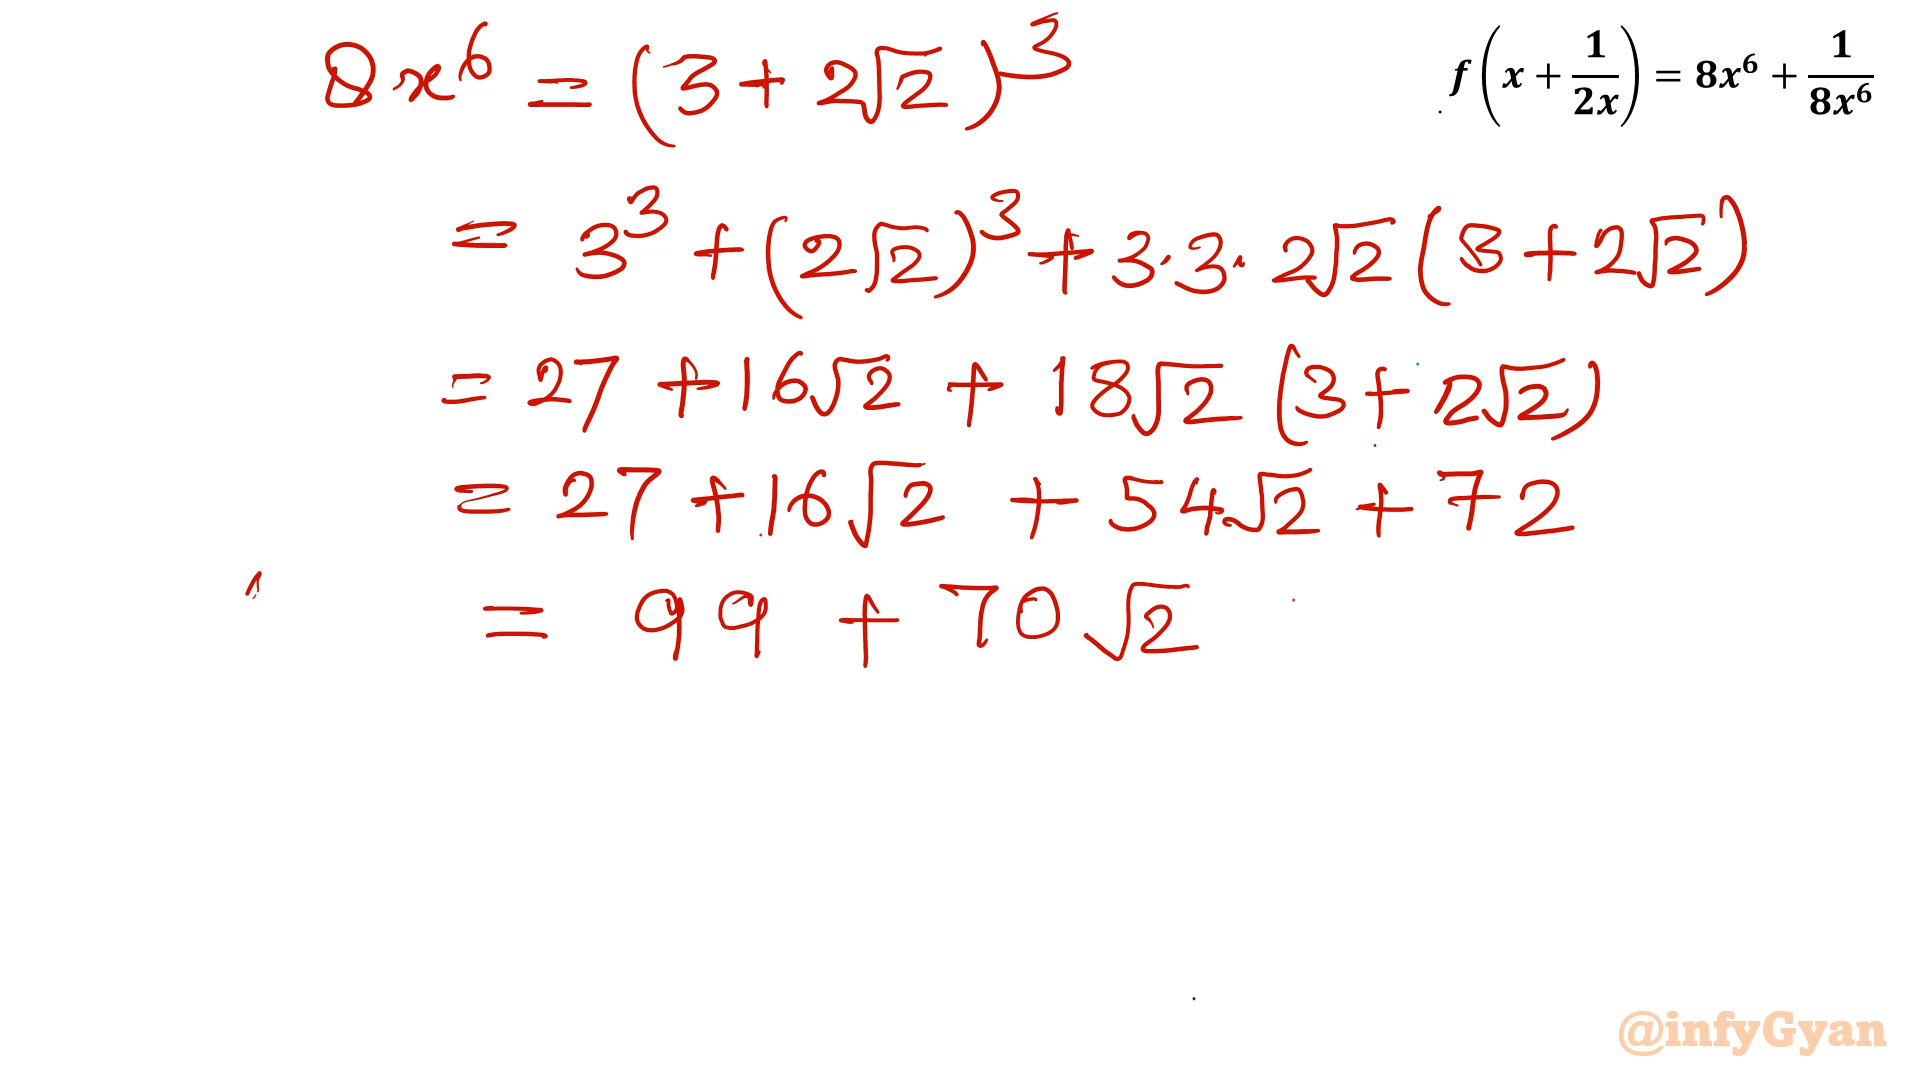 8x⁶ = (3 + 2√2)³
f(x + 1/2x) = 8x⁶ + 1/8x⁶
= 3³ + (2√2)³ + 3·3·2√2 (3 + 2√2)
= 27 + 16√2 + 18√2 (3 + 2√2)
= 27 + 16√2 + 54√2 + 72
= 99 + 70√2
@infyGyan